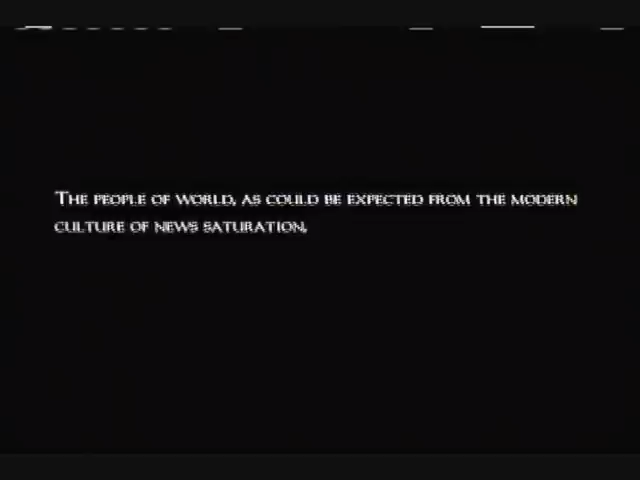 The people of world, as could be expected from the modern
culture of news saturation,